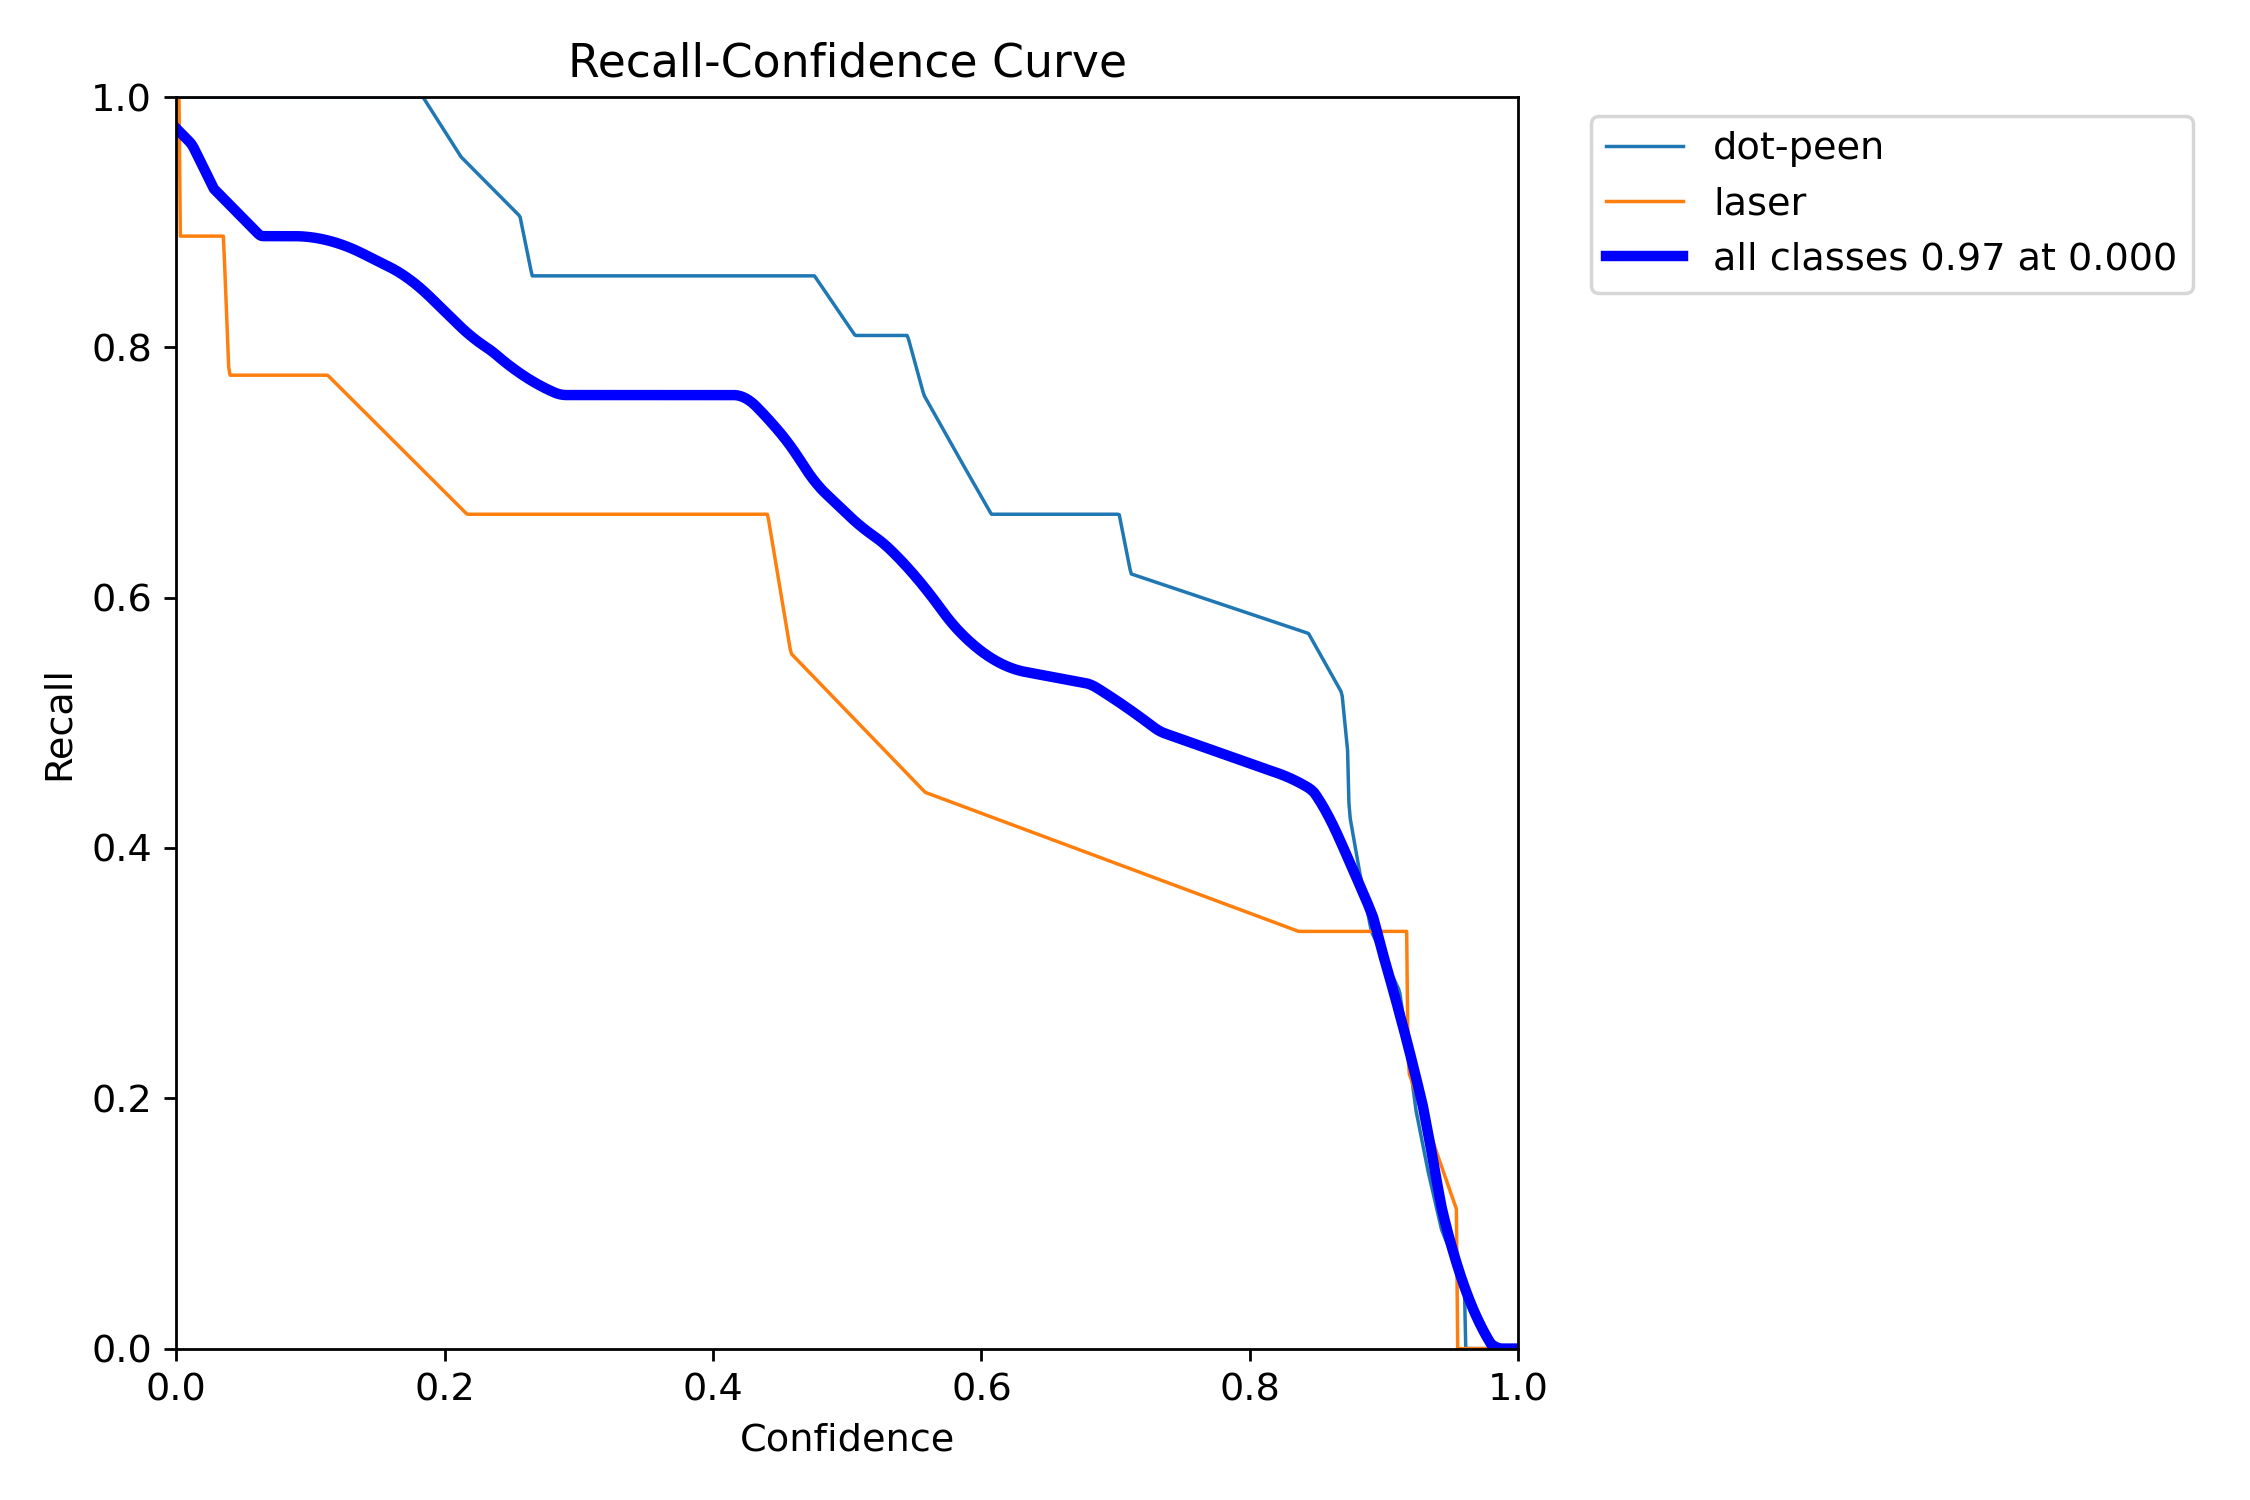 Recall-Confidence Curve
1.0
0.8
0.6
0.4
0.2
0.0
Recall
0.0 0.2 0.4 0.6 0.8 1.0
Confidence
dot-peen
laser
all classes 0.97 at 0.000